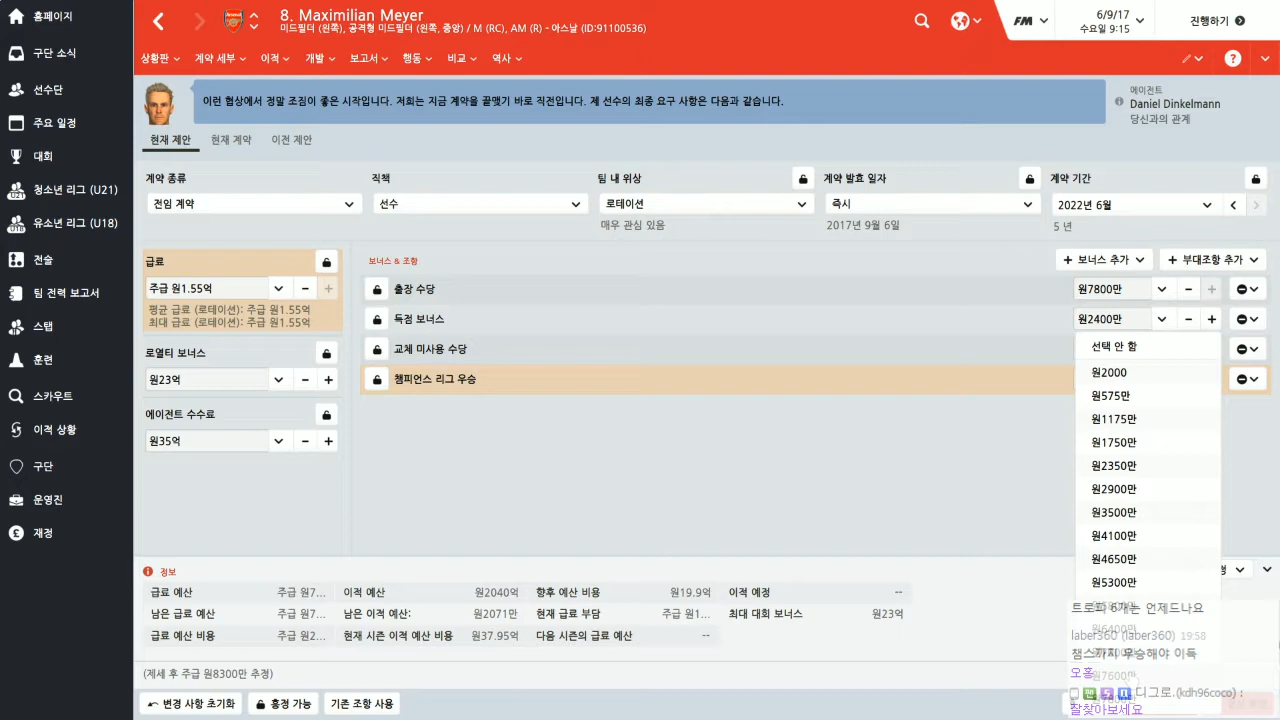 홈페이지
구단 소식
선수단
주요 일정
대회
청소년 리그 (U21)
유소년 리그 (U18)
전술
팀 전력 보고서
스탭
훈련
스카우트
이적 상황
구단
운영진
재정
8. Maximilian Meyer
미드필더 (왼쪽), 공격형 미드필더 (왼쪽, 중앙) / M (RC), AM (R) - 아스날 (ID:91100536)
FM
6/9/17
수요일 9:15
진행하기
상황판 계약 세부 이적 개발 보고서 행동 비교 역사
이런 협상에서 정말 조짐이 좋은 시작입니다. 저희는 지금 계약을 끝맺기 바로 직전입니다. 제 선수의 최종 요구 사항은 다음과 같습니다.
에이전트
Daniel Dinkelmann
당신과의 관계
현재 제안 현재 계약 이전 제안
계약 종류 직책 팀 내 위상 계약 발효 일자 계약 기간
전임 계약 선수 로테이션 즉시 2022년 6월
매우 관심 있음 2017년 9월 6일 5 년
급료
주급 원1.55억
평균 급료 (로테이션): 주급 원1.55억
최대 급료 (로테이션): 주급 원1.55억
로열티 보너스
원23억
에이전트 수수료
원35억
보너스 & 조항
+ 보너스 추가 + 부대조항 추가
출장 수당 원7800만
득점 보너스 원2400만
교체 미사용 수당
챔피언스 리그 우승
선택 안 함
원2000
원575만
원1175만
원1750만
원2350만
원2900만
원3500만
원4100만
원4650만
원5300만
원6400만
원7600만
정보
급료 예산 주급 원7... 이적 예산 원2040억 향후 예산 비용 원19.9억 이적 예정 --
남은 급료 예산 주급 원7... 남은 이적 예산: 원2071만 현재 급료 부담 주급 원1... 최대 대회 보너스 원23억
급료 예산 비용 주급 원2... 현재 시즌 이적 예산 비용 원37.95억 다음 시즌의 급료 예산 --
(제세 후 주급 원8300만 추정)
변경 사항 초기화 흥정 가능 기존 조항 사용
트로피 6개는 언제드나요
laber360 (laber360) 19:58
챔스까지 우승해야 이득
오홍
디그로.(kdh96coco) :
잘찾아보세요